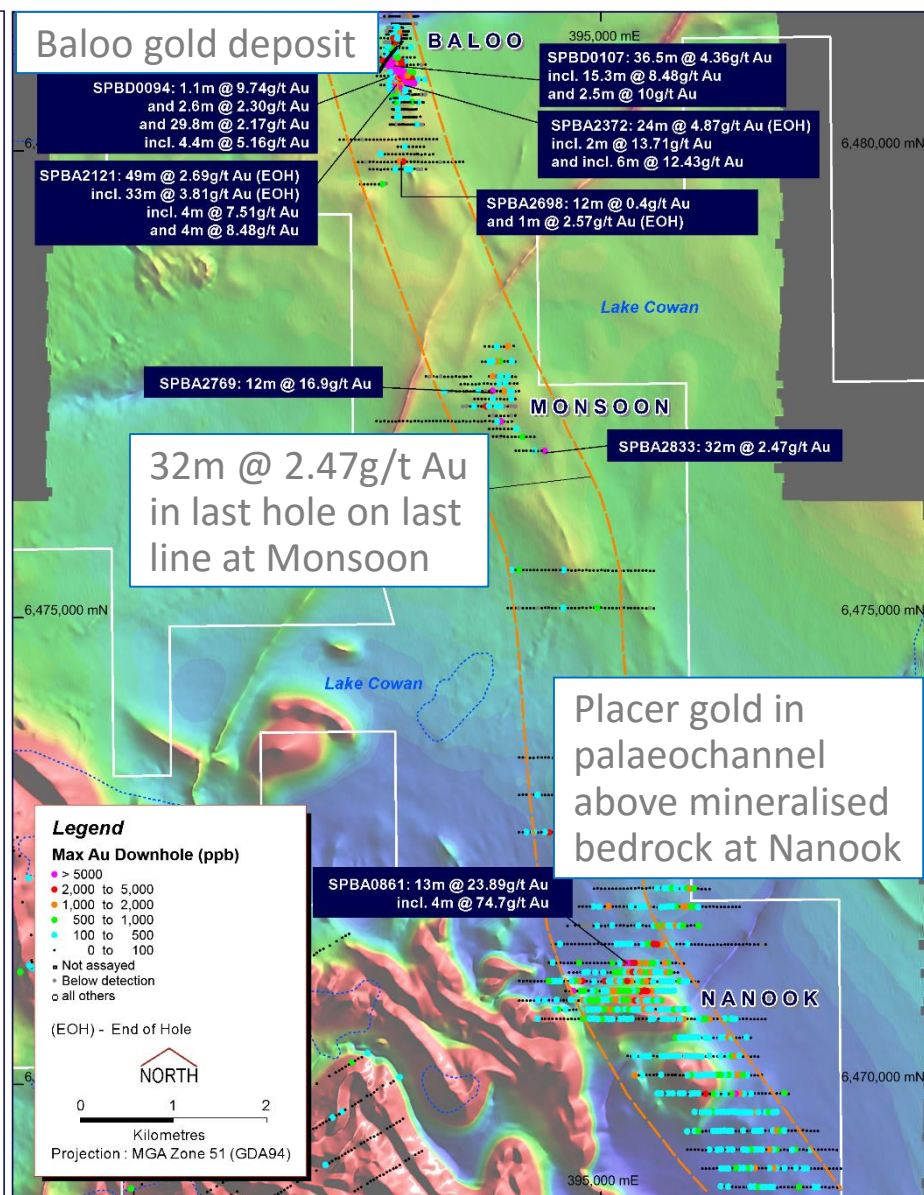 Baloo gold deposit
BALOO
395,000 mE
SPBD0094: 1.1m @ 9.74g/t Au
and 2.6m @ 2.30g/t Au
and 29.8m @ 2.17g/t Au
incl. 4.4m @ 5.16g/t Au
SPBD0107: 36.5m @ 4.36g/t Au
incl. 15.3m @ 8.48g/t Au
and 2.5m @ 10g/t Au
SPBA2372: 24m @ 4.87g/t Au (EOH)
incl. 2m @ 13.71g/t Au
and incl. 6m @ 12.43g/t Au
6,4
6,480,000 mN
SPBA2121: 49m @ 2.69g/t Au (EOH)
incl. 33m @ 3.81g/t Au (EOH)
incl. 4m @ 7.51g/t Au
and 4m @ 8.48g/t Au
SPBA2698: 12m @ 0.4g/t Au
and 1m @ 2.57g/t Au (EOH)
Lake Cowan
SPBA2769: 12m @ 16.9g/t Au
MONSOON
SPBA2833: 32m @ 2.47g/t Au
32m @ 2.47g/t Au
in last hole on last
line at Monsoon
6,475,000 mN
6,475,000 mN
Lake Cowan
Placer gold in
palaeochannel
above mineralised
bedrock at Nanook
SPBA0861: 13m @ 23.89g/t Au
incl. 4m @ 74.7g/t Au
NANOOK
Legend
Max Au Downhole (ppb)
> 5000
2,000 to 5,000
1,000 to 2,000
500 to 1,000
100 to 500
0 to 100
Not assayed
Below detection
all others
(EOH) - End of Hole
NORTH
0 1 2
Kilometres
Projection : MGA Zone 51 (GDA94)
6,
6,470,000 mN
395,000 mE